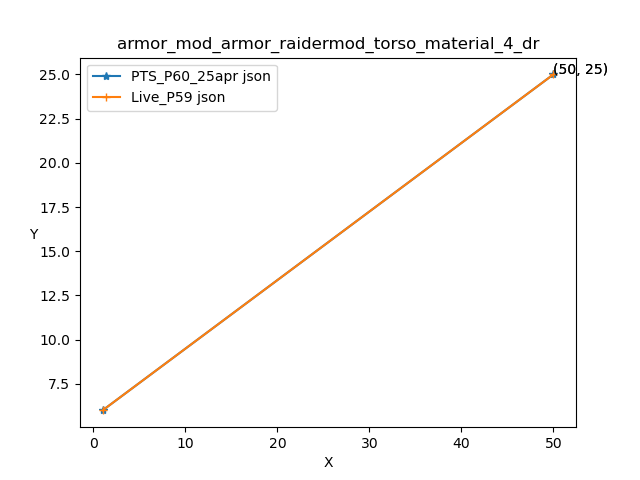 armor_mod_armor_raidermod_torso_material_4_dr
PTS_P60_25apr json
Live_P59 json
(50, 25)
25.0
22.5
20.0
17.5
15.0
12.5
10.0
7.5
Y
0 10 20 30 40 50
X